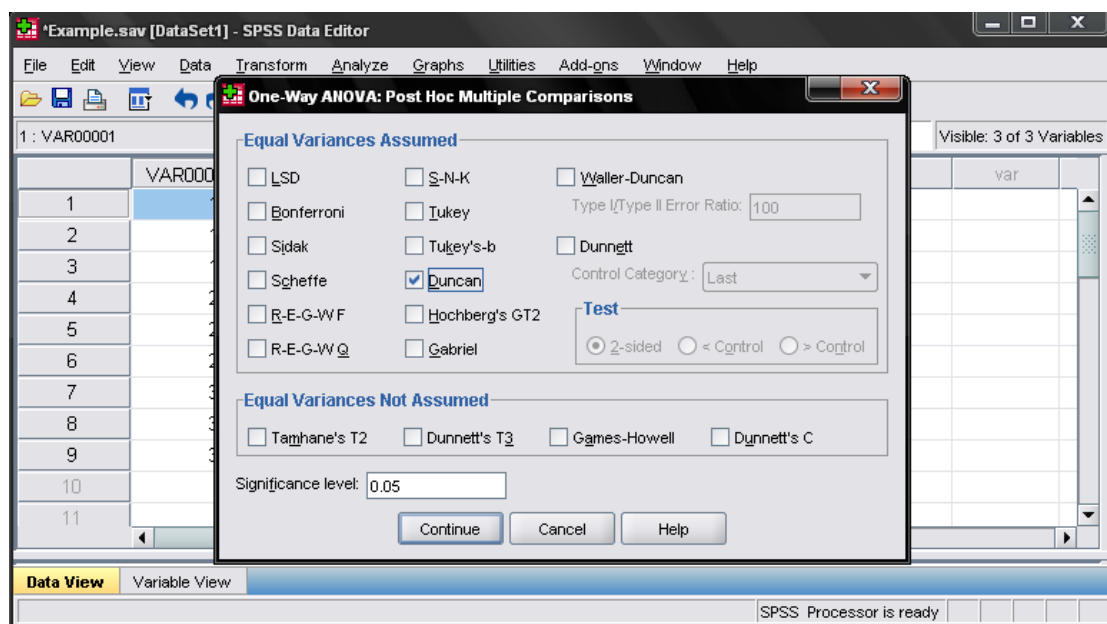 *Example.sav [DataSet1] - SPSS Data Editor
File Edit View Data Transform Analyze Graphs Utilities Add-ons Window Help
One-Way ANOVA: Post Hoc Multiple Comparisons
1 : VAR00001
Visible: 3 of 3 Variables
VAR000
var
Equal Variances Assumed
LSD S-N-K Waller-Duncan
Bonferroni Tukey Type I/Type II Error Ratio: 100
Sidak Tukey's-b Dunnett
Scheffe Duncan Control Category : Last
R-E-G-W F Hochberg's GT2 Test
R-E-G-W Q Gabriel 2-sided < Control > Control
Equal Variances Not Assumed
Tamhane's T2 Dunnett's T3 Games-Howell Dunnett's C
Significance level: 0.05
Continue Cancel Help
1
2
3
4
5
6
7
8
9
10
11
Data View Variable View
SPSS Processor is ready